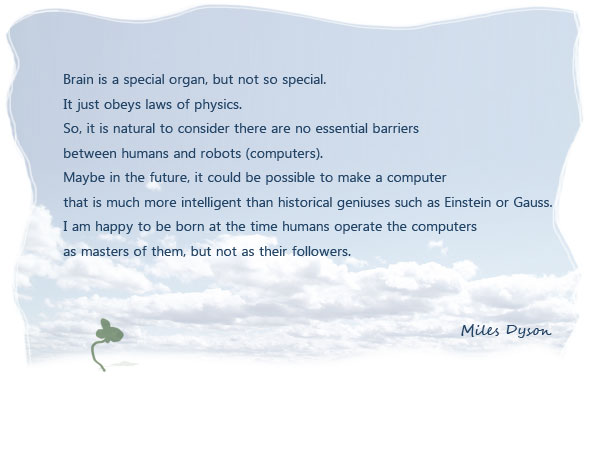 Brain is a special organ, but not so special.
It just obeys laws of physics.
So, it is natural to consider there are no essential barriers
between humans and robots (computers).
Maybe in the future, it could be possible to make a computer
that is much more intelligent than historical geniuses such as Einstein or Gauss.
I am happy to be born at the time humans operate the computers
as masters of them, but not as their followers.
Miles Dyson